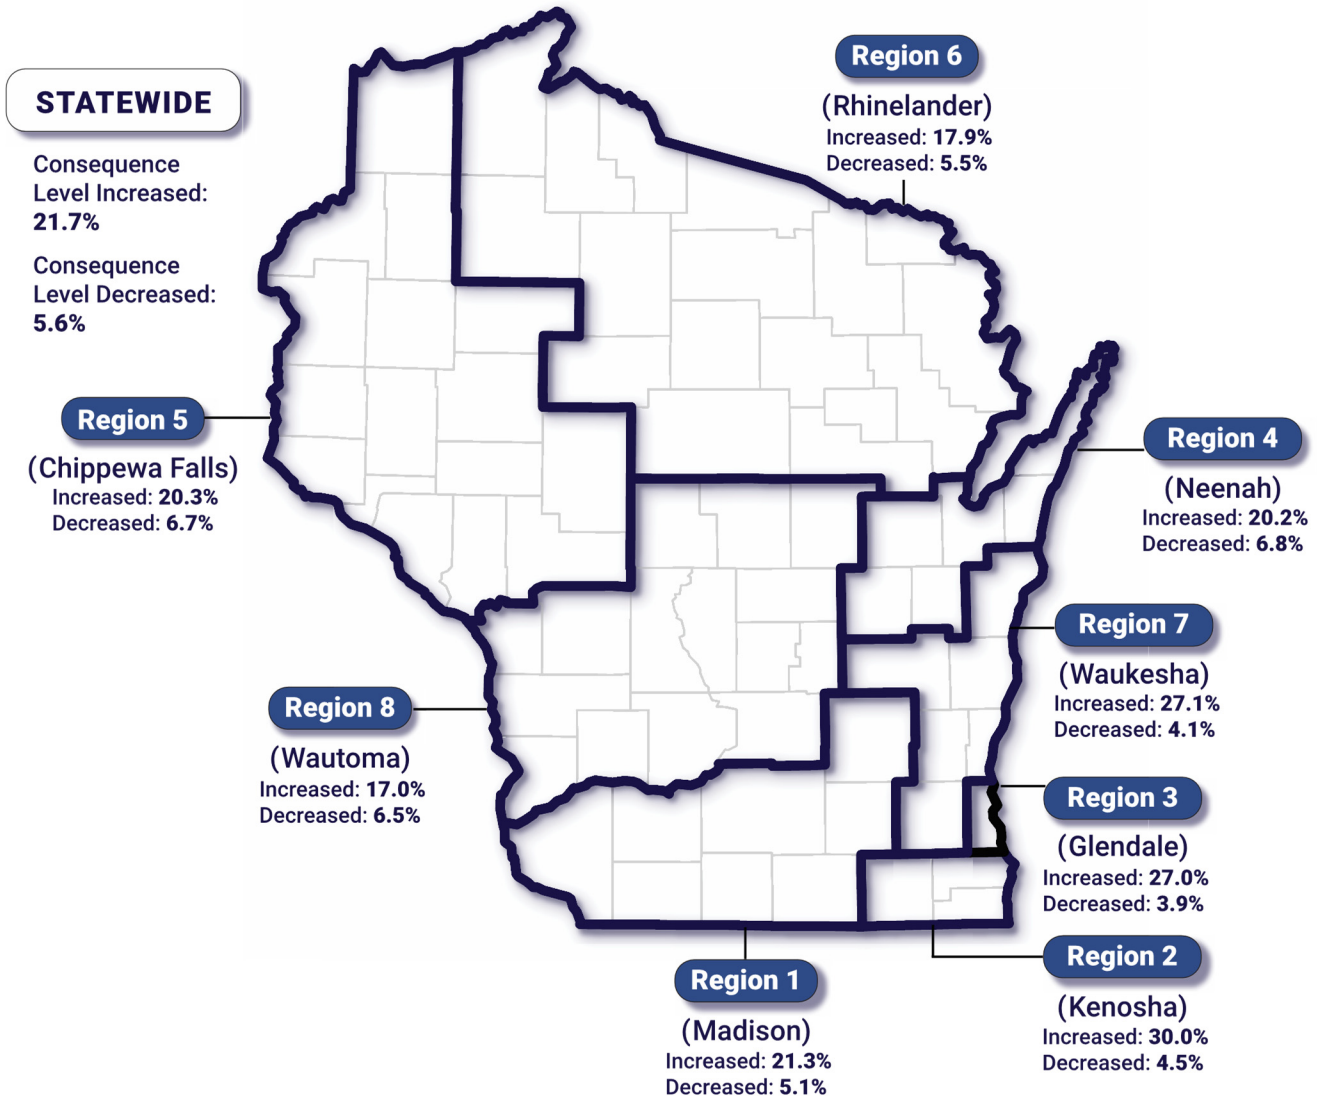 STATEWIDE
Consequence
Level Increased:
21.7%
Consequence
Level Decreased:
5.6%
Region 6
(Rhinelander)
Increased: 17.9%
Decreased: 5.5%
Region 5
(Chippewa Falls)
Increased: 20.3%
Decreased: 6.7%
Region 4
(Neenah)
Increased: 20.2%
Decreased: 6.8%
Region 7
(Waukesha)
Increased: 27.1%
Decreased: 4.1%
Region 8
(Wautoma)
Increased: 17.0%
Decreased: 6.5%
Region 3
(Glendale)
Increased: 27.0%
Decreased: 3.9%
Region 2
(Kenosha)
Increased: 30.0%
Decreased: 4.5%
Region 1
(Madison)
Increased: 21.3%
Decreased: 5.1%